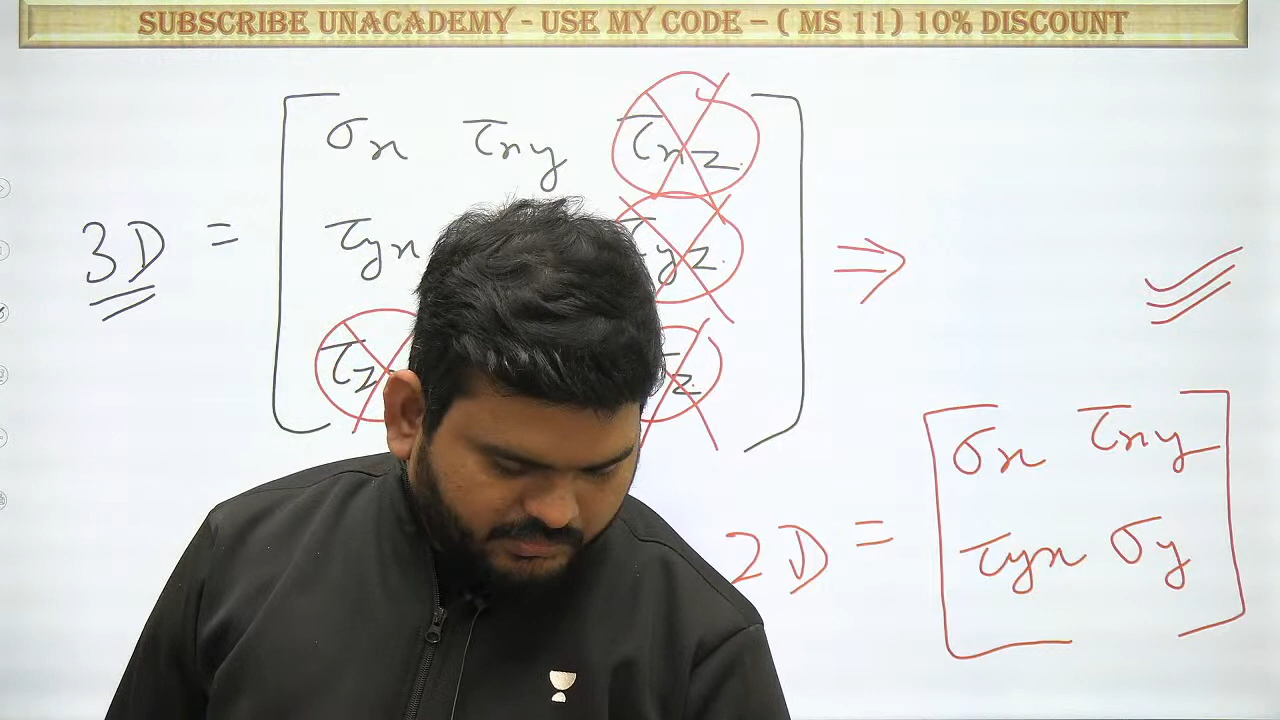 SUBSCRIBE UNACADEMY - USE MY CODE – ( MS 11) 10% DISCOUNT
3D = [ σx τxy τxz
τyx τyz
⇒
2D = [ σx τxy
τyx σy ]